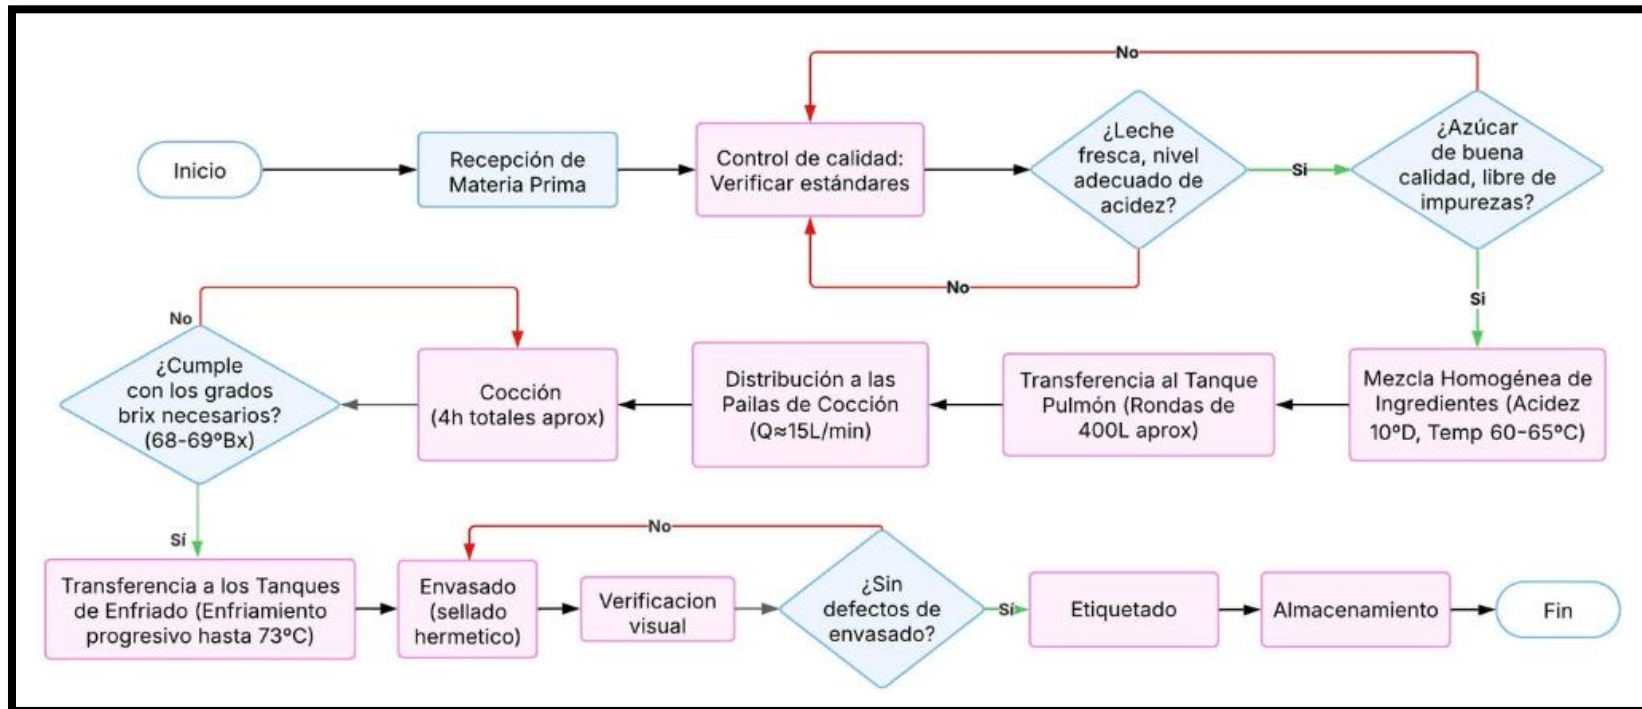 No
Inicio
Recepción de
Materia Prima
Control de calidad:
Verificar estándares
¿Leche
fresca, nivel
adecuado de
acidez?
Si
¿Azúcar
de buena
calidad, libre de
impurezas?
No
Si
No
¿Cumple
con los grados
brix necesarios?
(68-69°Bx)
Cocción
(4h totales aprox)
Distribución a las
Pailas de Cocción
(Q≈15L/min)
Transferencia al Tanque
Pulmón (Rondas de
400L aprox)
Mezcla Homogénea de
Ingredientes (Acidez
10°D, Temp 60-65°C)
Sí
No
Transferencia a los Tanques
de Enfriado (Enfriamiento
progresivo hasta 73°C)
Envasado
(sellado
hermetico)
Verificacion
visual
¿Sin
defectos de
envasado?
Sí
Etiquetado
Almacenamiento
Fin